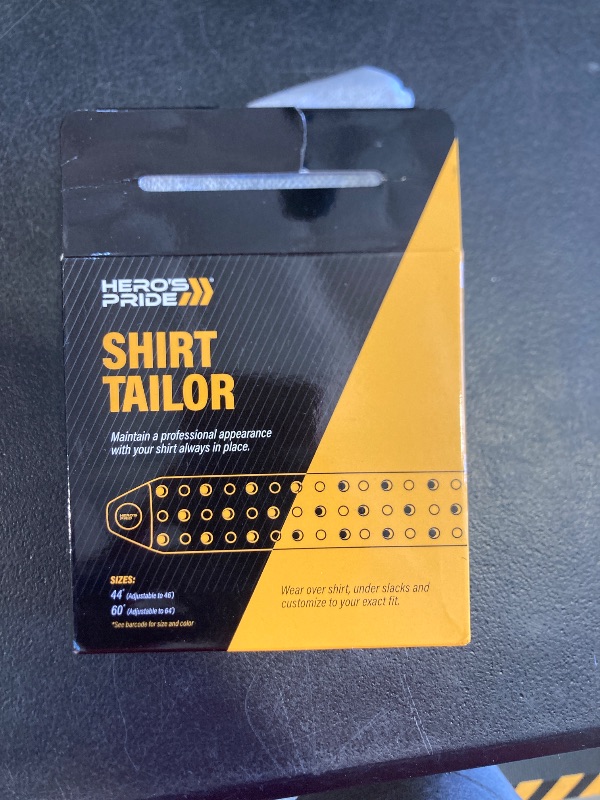 HERO'S
PRIDE
SHIRT
TAILOR
Maintain a professional appearance
with your shirt always in place.
HERO'S
PRIDE
SIZES:
44" (Adjustable to 46")
60" (Adjustable to 64")
*See barcode for size and color
Wear over shirt, under slacks and
customize to your exact fit.